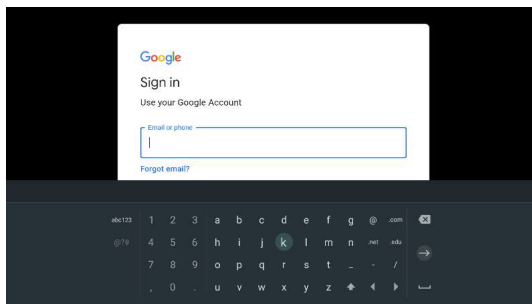 Google
Sign in
Use your Google Account
Email or phone
Forgot email?
abc123 1 2 3 a b c d e f g @ .com
@?# 4 5 6 h i j k l m n .net .edu
7 8 9 o p q r s t _ - /
, 0 . u v w x y z